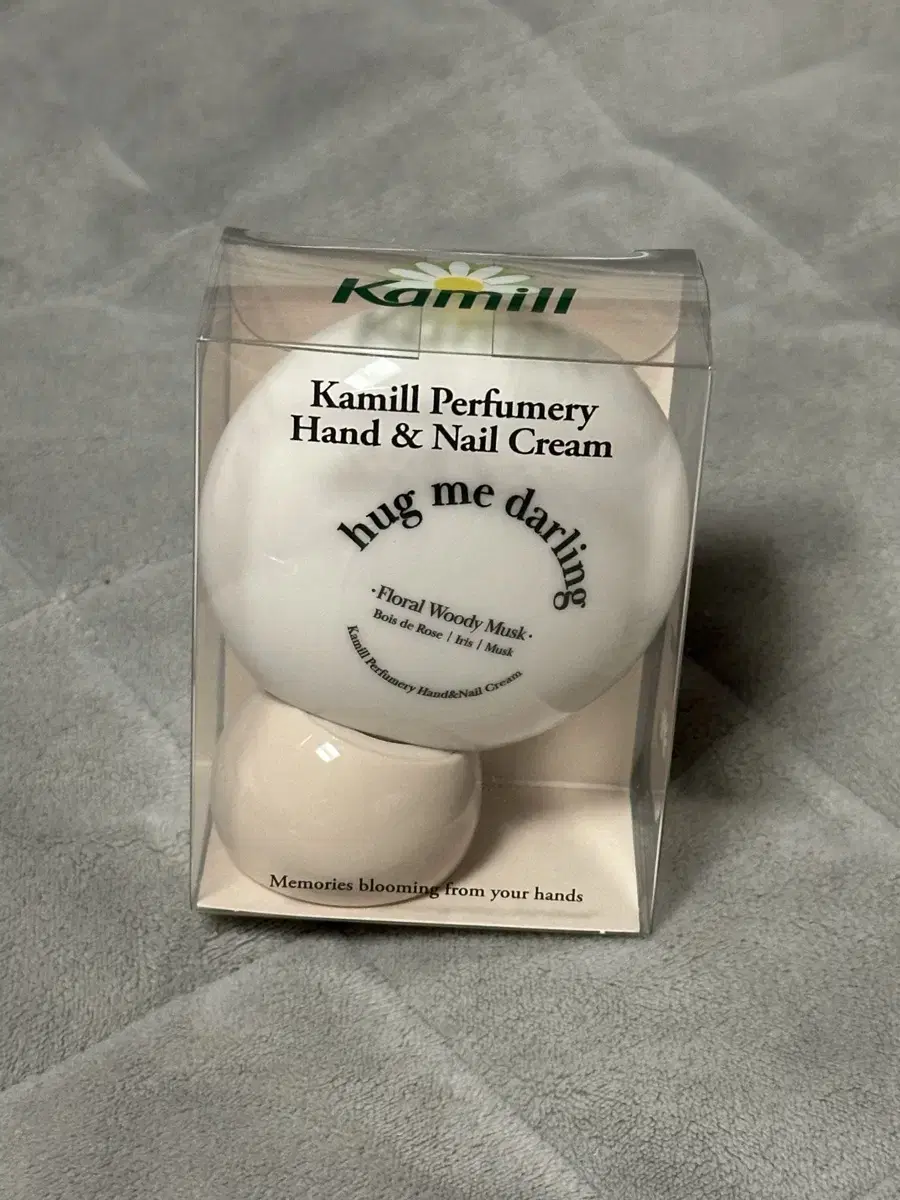 Kamill
Kamill Perfumery
Hand & Nail Cream
hug me darling
·Floral Woody Musk·
Bois de Rose / Iris / Musk
Kamill Perfumery Hand&Nail Cream
Memories blooming from your hands